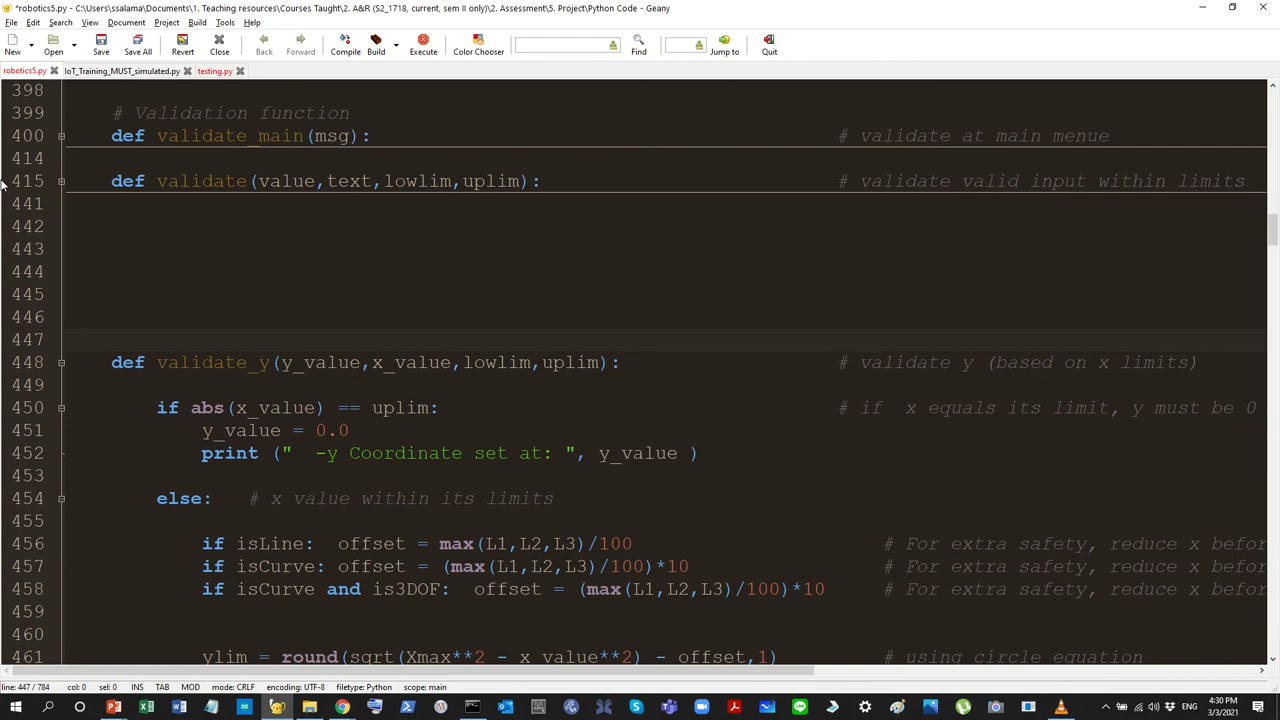 *robotics5.py - C:\Users\ssalama\Documents\1. Teaching resources\Courses Taught\2. A&R (S2_1718, current, sem II only)\2. Assessment\5. Project\Python Code - Geany
File Edit Search View Document Project Build Tools Help
New Open Save Save All Revert Close Back Forward Compile Build Execute Color Chooser Find Jump to Quit
robotics5.py IoT_Training_MUST_simulated.py testing.py
398
399 # Validation function
400 def validate_main(msg): # validate at main menue
414
415 def validate(value,text,lowlim,uplim): # validate valid input within limits
441
442
443
444
445
446
447
448 def validate_y(y_value,x_value,lowlim,uplim): # validate y (based on x limits)
449
450 if abs(x_value) == uplim: # if x equals its limit, y must be 0
451 y_value = 0.0
452 print (" -y Coordinate set at: ", y_value )
453
454 else: # x value within its limits
455
456 if isLine: offset = max(L1,L2,L3)/100 # For extra safety, reduce x befor
457 if isCurve: offset = (max(L1,L2,L3)/100)*10 # For extra safety, reduce x befor
458 if isCurve and is3DOF: offset = (max(L1,L2,L3)/100)*10 # For extra safety, reduce x befor
459
460
461 ylim = round(sqrt(Xmax**2 - x_value**2) - offset,1) # using circle equation
line: 447 / 784 col: 0 sel: 0 INS TAB MOD mode: CRLF encoding: UTF-8 filetype: Python scope: main
ENG 4:30 PM
3/3/2021